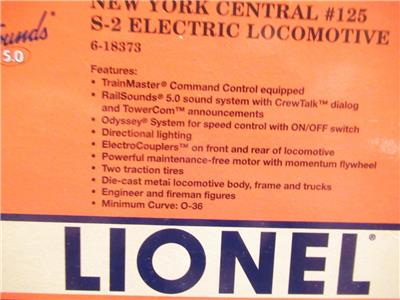 NEW YORK CENTRAL #125
S-2 ELECTRIC LOCOMOTIVE
6-18373
ounds®
5.0
Features:
• TrainMaster® Command Control equipped
• RailSounds® 5.0 sound system with CrewTalk™ dialog
and TowerCom™ announcements
• Odyssey® System for speed control with ON/OFF switch
• Directional lighting
• ElectroCouplers™ on front and rear of locomotive
• Powerful maintenance-free motor with momentum flywheel
• Two traction tires
• Die-cast metal locomotive body, frame and trucks
• Engineer and fireman figures
• Minimum Curve: O-36
LIONEL®